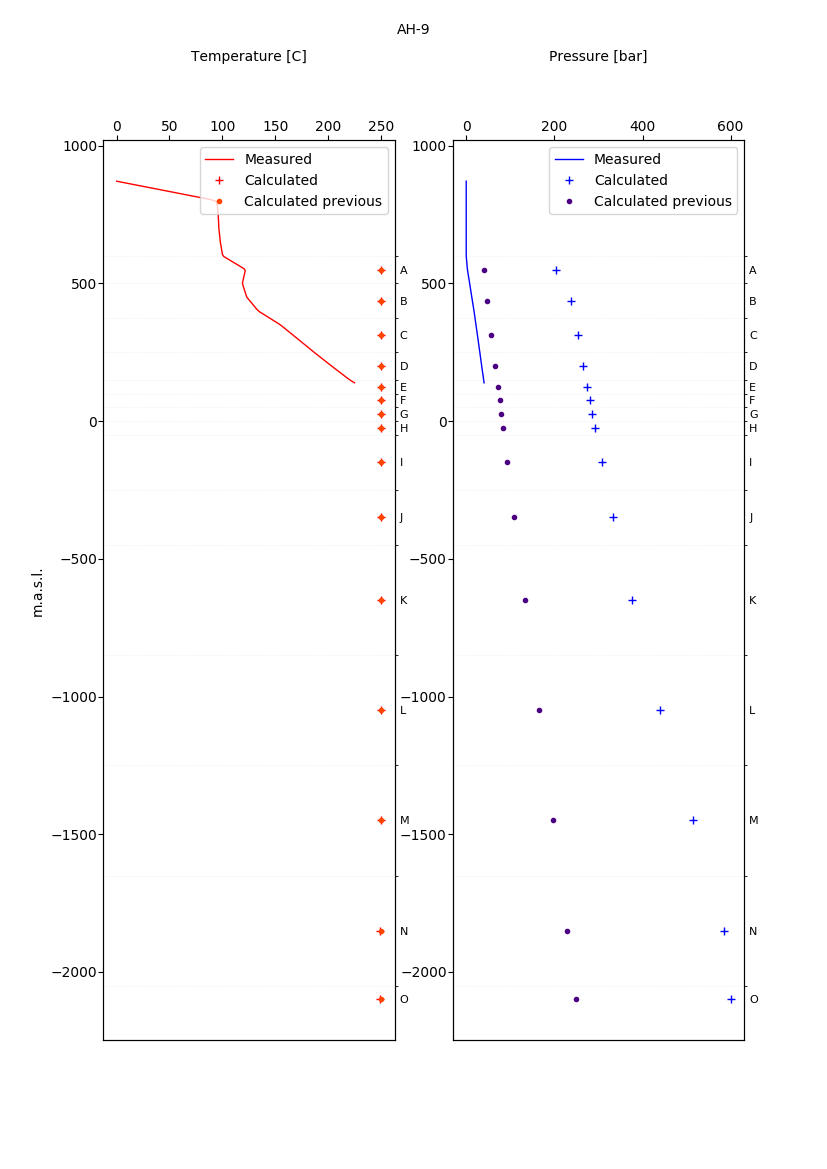 AH-9
Temperature [C]
Pressure [bar]
0 50 100 150 200 250
0 200 400 600
Measured
Calculated
Calculated previous
Measured
Calculated
Calculated previous
1000
500
0
−500
−1000
−1500
−2000
m.a.s.l.
A
B
C
D
E
F
G
H
I
J
K
L
M
N
O
1000
500
0
−500
−1000
−1500
−2000
A
B
C
D
E
F
G
H
I
J
K
L
M
N
O